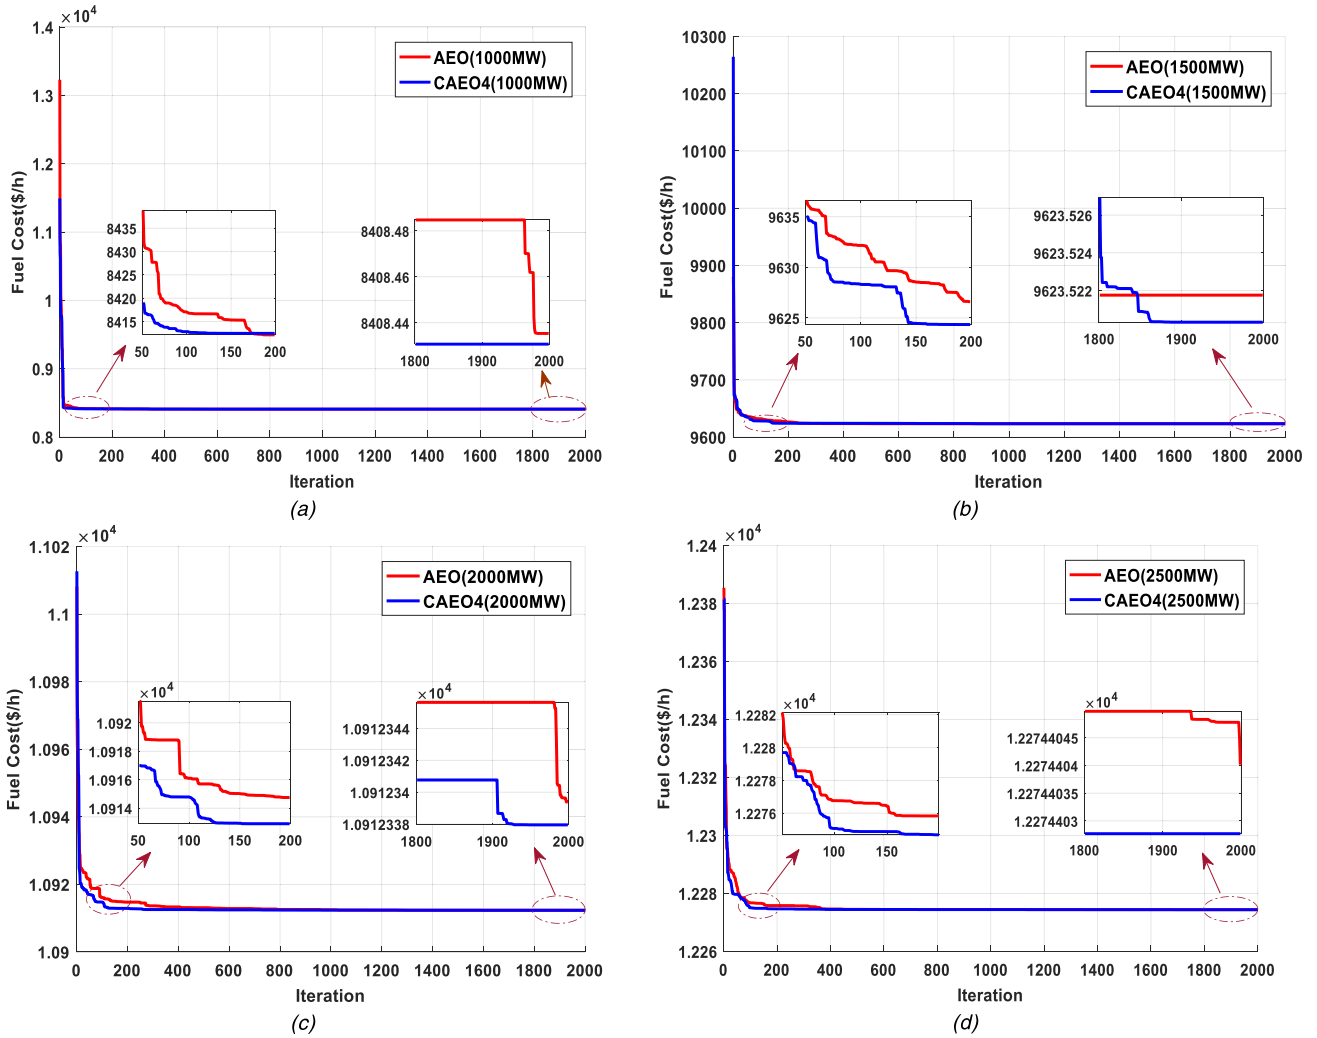 ×10⁴
1.4
1.3
1.2
1.1
1
0.9
0.8
Fuel Cost($/h)
AEO(1000MW)
CAEO4(1000MW)
8435
8430
8425
8420
8415
50 100 150 200
8408.48
8408.46
8408.44
1800 1900 2000
0 200 400 600 800 1000 1200 1400 1600 1800 2000
Iteration
(a)
10300
10200
10100
10000
9900
9800
9700
9600
Fuel Cost($/h)
AEO(1500MW)
CAEO4(1500MW)
9635
9630
9625
50 100 150 200
9623.526
9623.524
9623.522
1800 1900 2000
0 200 400 600 800 1000 1200 1400 1600 1800 2000
Iteration
(b)
×10⁴
1.102
1.1
1.098
1.096
1.094
1.092
1.09
Fuel Cost($/h)
AEO(2000MW)
CAEO4(2000MW)
×10⁴
1.092
1.0918
1.0916
1.0914
50 100 150 200
×10⁴
1.0912344
1.0912342
1.091234
1.0912338
1800 1900 2000
0 200 400 600 800 1000 1200 1400 1600 1800 2000
Iteration
(c)
×10⁴
1.24
1.238
1.236
1.234
1.232
1.23
1.228
1.226
Fuel Cost($/h)
AEO(2500MW)
CAEO4(2500MW)
×10⁴
1.2282
1.228
1.2278
1.2276
100 150
×10⁴
1.22744045
1.2274404
1.22744035
1.2274403
1800 1900 2000
0 200 400 600 800 1000 1200 1400 1600 1800 2000
Iteration
(d)